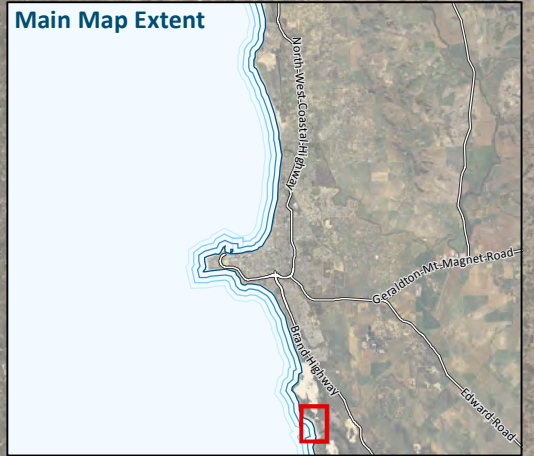 Main Map Extent
North-West-Coastal-Highway
Geraldton-Mt-Magnet-Road
Brand-Highway
Edward-Road